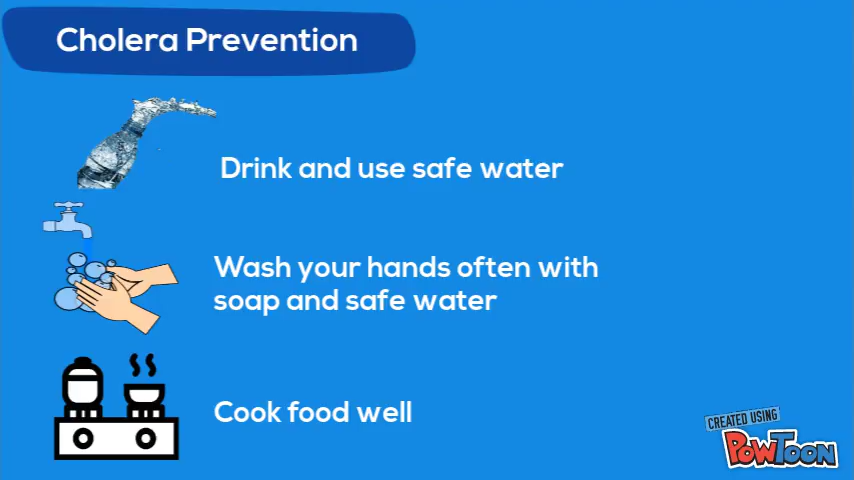 Cholera Prevention
Drink and use safe water
Wash your hands often with
soap and safe water
Cook food well
CREATED USING
POWTOON